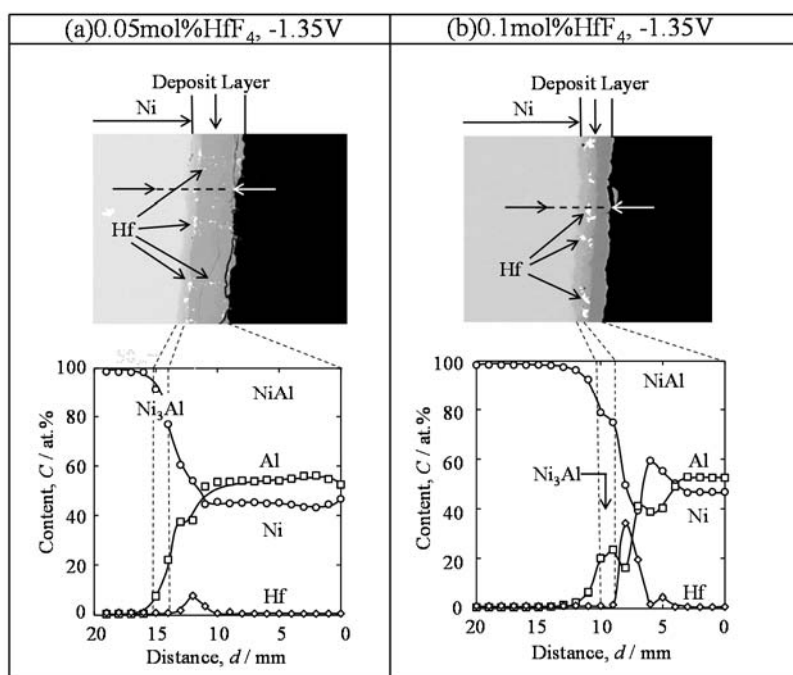 (a)0.05mol%HfF₄, -1.35V
Deposit Layer
Ni
Hf
100
80
60
40
20
0
Content, C / at.%
Ni₃Al
NiAl
Al
Ni
Hf
20 15 10 5 0
Distance, d / mm
(b)0.1mol%HfF₄, -1.35V
Deposit Layer
Ni
Hf
100
80
60
40
20
0
Content, C / at.%
NiAl
Ni₃Al
Al
Ni
Hf
20 15 10 5 0
Distance, d / mm